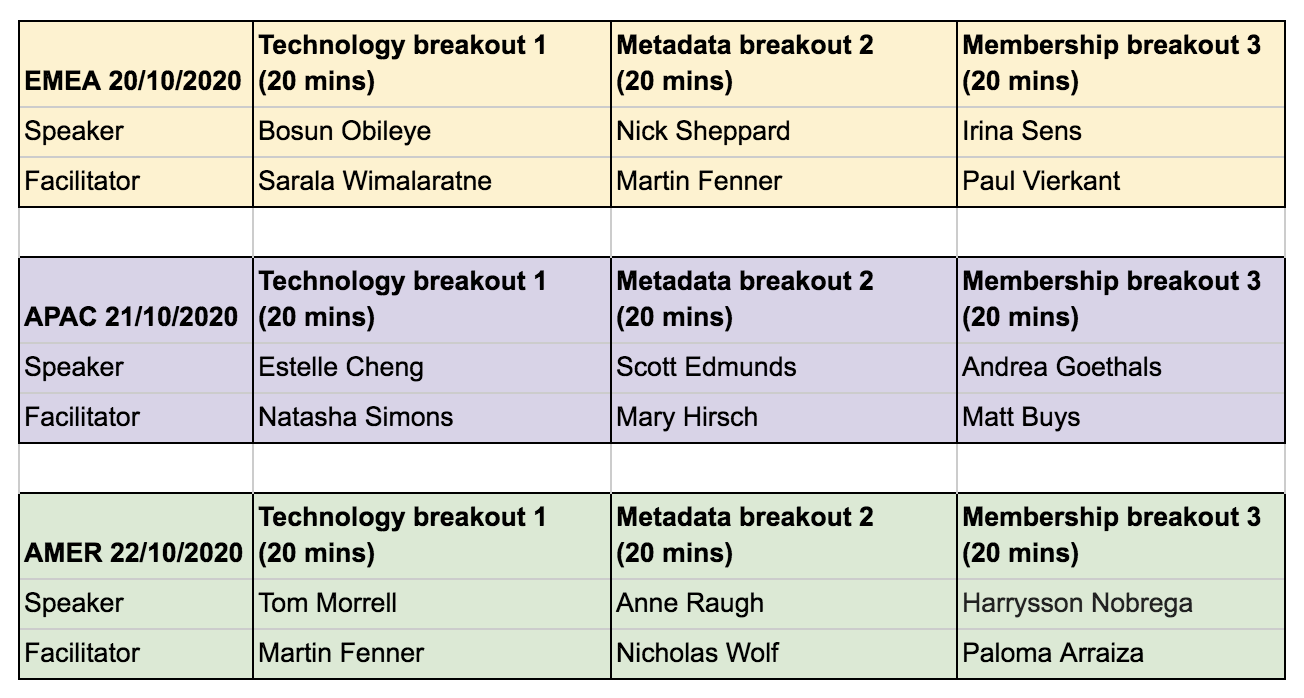 Technology breakout 1 Metadata breakout 2 Membership breakout 3
EMEA 20/10/2020 (20 mins) (20 mins) (20 mins)
Speaker Bosun Obileye Nick Sheppard Irina Sens
Facilitator Sarala Wimalaratne Martin Fenner Paul Vierkant
Technology breakout 1 Metadata breakout 2 Membership breakout 3
APAC 21/10/2020 (20 mins) (20 mins) (20 mins)
Speaker Estelle Cheng Scott Edmunds Andrea Goethals
Facilitator Natasha Simons Mary Hirsch Matt Buys
Technology breakout 1 Metadata breakout 2 Membership breakout 3
AMER 22/10/2020 (20 mins) (20 mins) (20 mins)
Speaker Tom Morrell Anne Raugh Harrysson Nobrega
Facilitator Martin Fenner Nicholas Wolf Paloma Arraiza